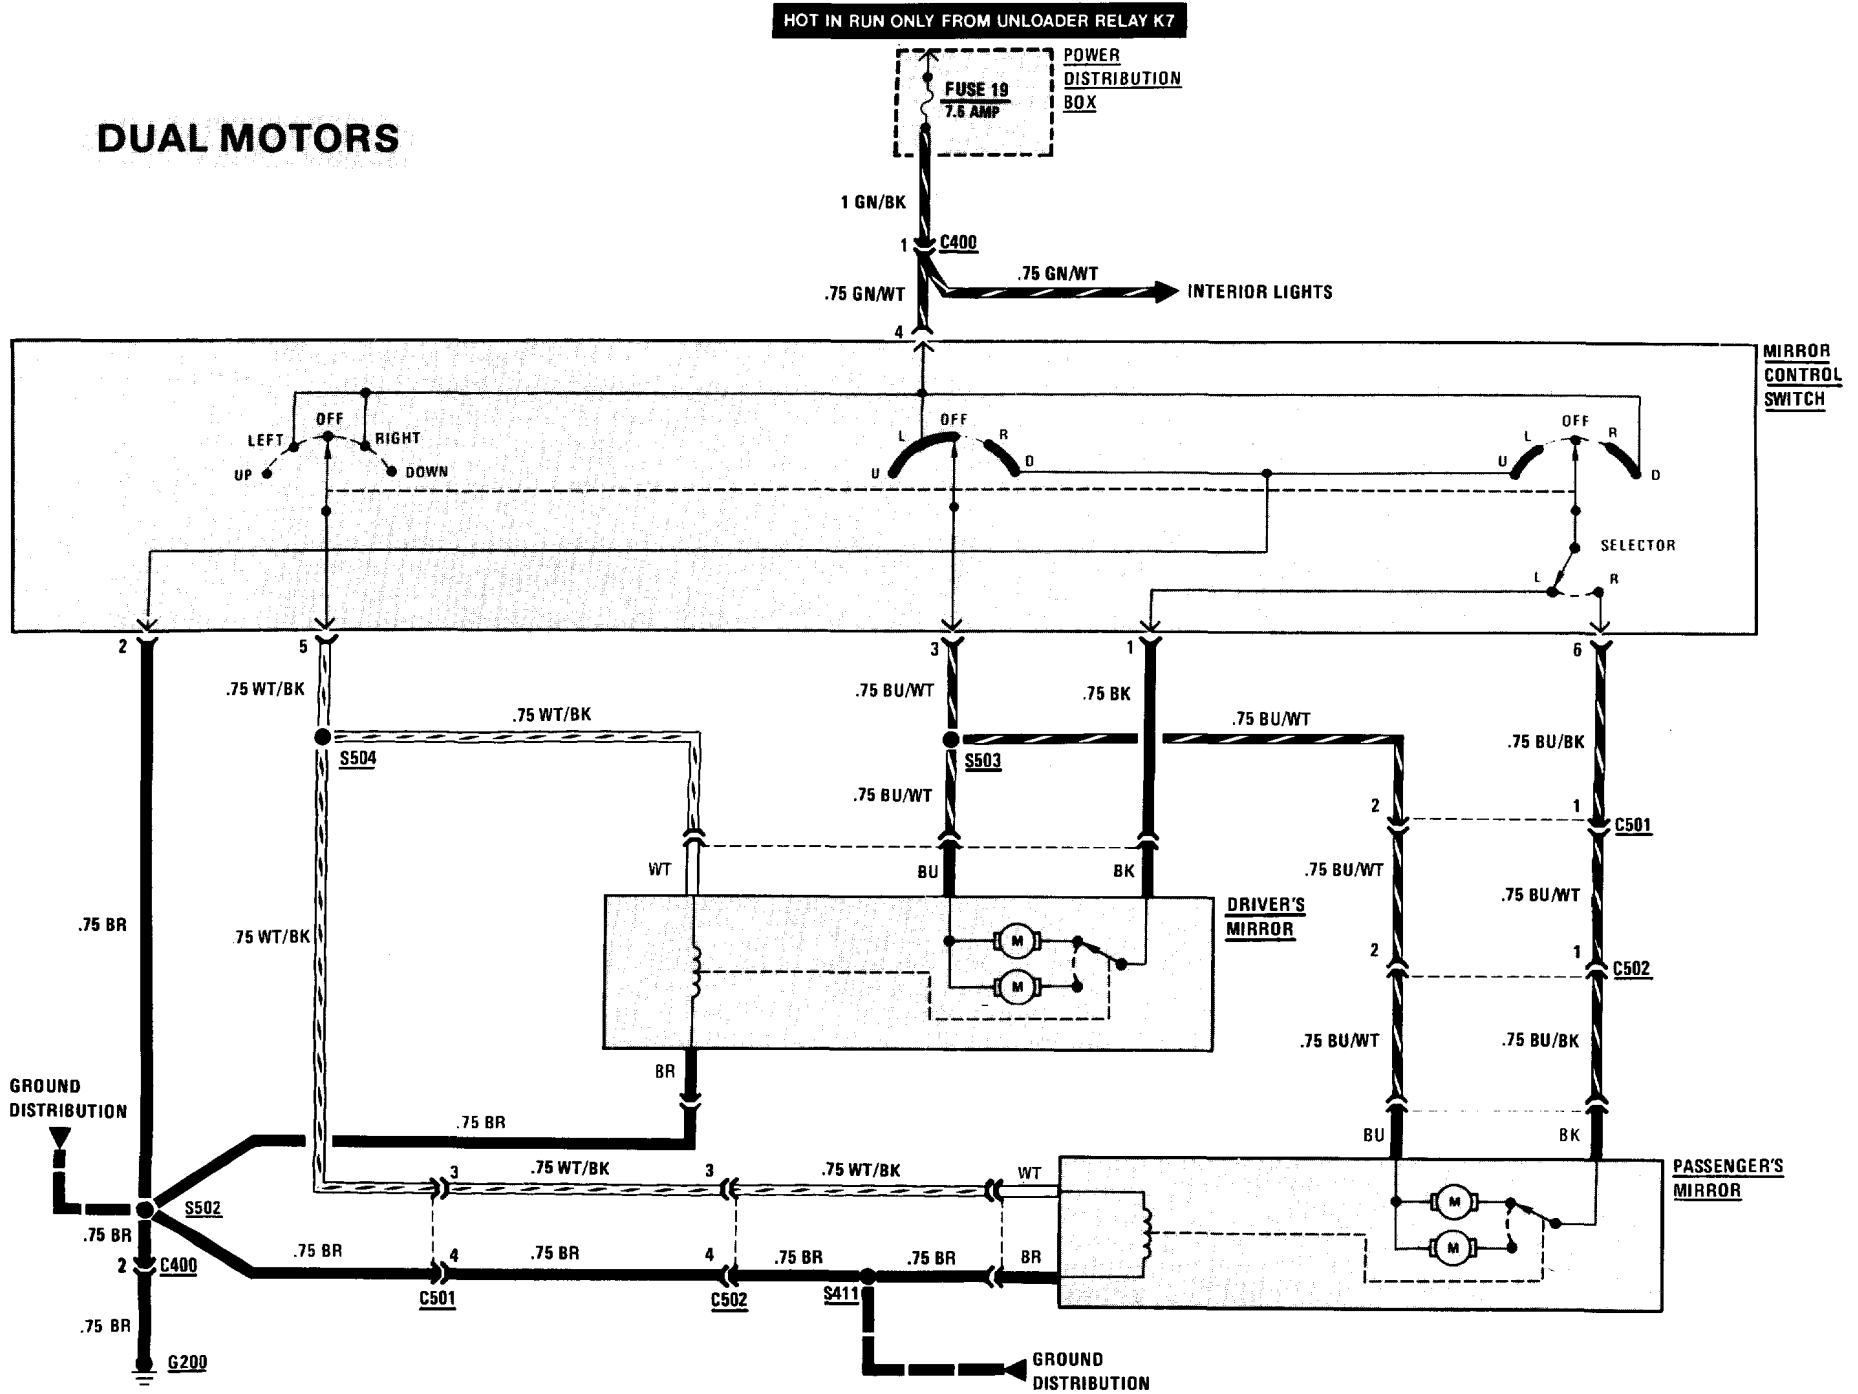 HOT IN RUN ONLY FROM UNLOADER RELAY K7
POWER
DISTRIBUTION
BOX
FUSE 19
7.5 AMP
DUAL MOTORS
1 GN/BK
1
C400
.75 GN/WT
.75 GN/WT
INTERIOR LIGHTS
4
MIRROR
CONTROL
SWITCH
LEFT
OFF
RIGHT
UP
DOWN
L
OFF
R
U
D
L
OFF
R
U
D
SELECTOR
L
R
2
5
3
1
6
.75 WT/BK
.75 BU/WT
.75 BK
.75 WT/BK
.75 BU/WT
.75 BU/BK
S504
S503
.75 BU/WT
2
1
C501
WT
BU
BK
.75 BU/WT
.75 BU/WT
DRIVER'S
MIRROR
.75 BR
.75 WT/BK
M
M
2
1
C502
.75 BU/WT
.75 BU/BK
BR
GROUND
DISTRIBUTION
.75 BR
BU
BK
3
.75 WT/BK
3
.75 WT/BK
WT
PASSENGER'S
MIRROR
S502
M
M
.75 BR
.75 BR
4
.75 BR
4
.75 BR
.75 BR
BR
2
C400
C501
C502
S411
.75 BR
G200
GROUND
DISTRIBUTION